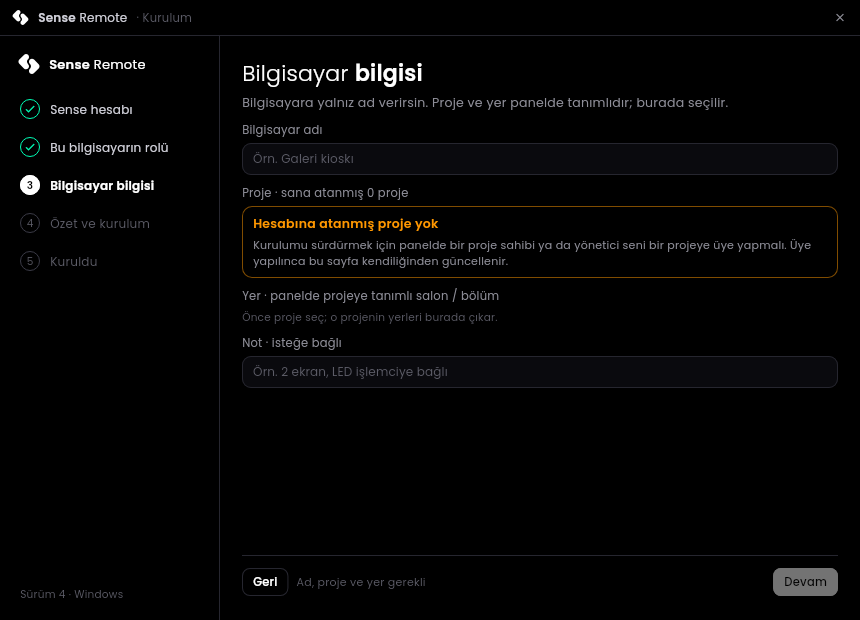 Sense Remote · Kurulum
Sense Remote
Sense hesabı
Bu bilgisayarın rolü
3 Bilgisayar bilgisi
4 Özet ve kurulum
5 Kuruldu
Sürüm 4 · Windows
Bilgisayar bilgisi
Bilgisayara yalnız ad verirsin. Proje ve yer panelde tanımlıdır; burada seçilir.
Bilgisayar adı
Örn. Galeri kioskı
Proje · sana atanmış 0 proje
Hesabına atanmış proje yok
Kurulumu sürdürmek için panelde bir proje sahibi ya da yönetici seni bir projeye üye yapmalı. Üye
yapılınca bu sayfa kendiliğinden güncellenir.
Yer · panelde projeye tanımlı salon / bölüm
Önce proje seç; o projenin yerleri burada çıkar.
Not · isteğe bağlı
Örn. 2 ekran, LED işlemciye bağlı
Geri
Ad, proje ve yer gerekli
Devam